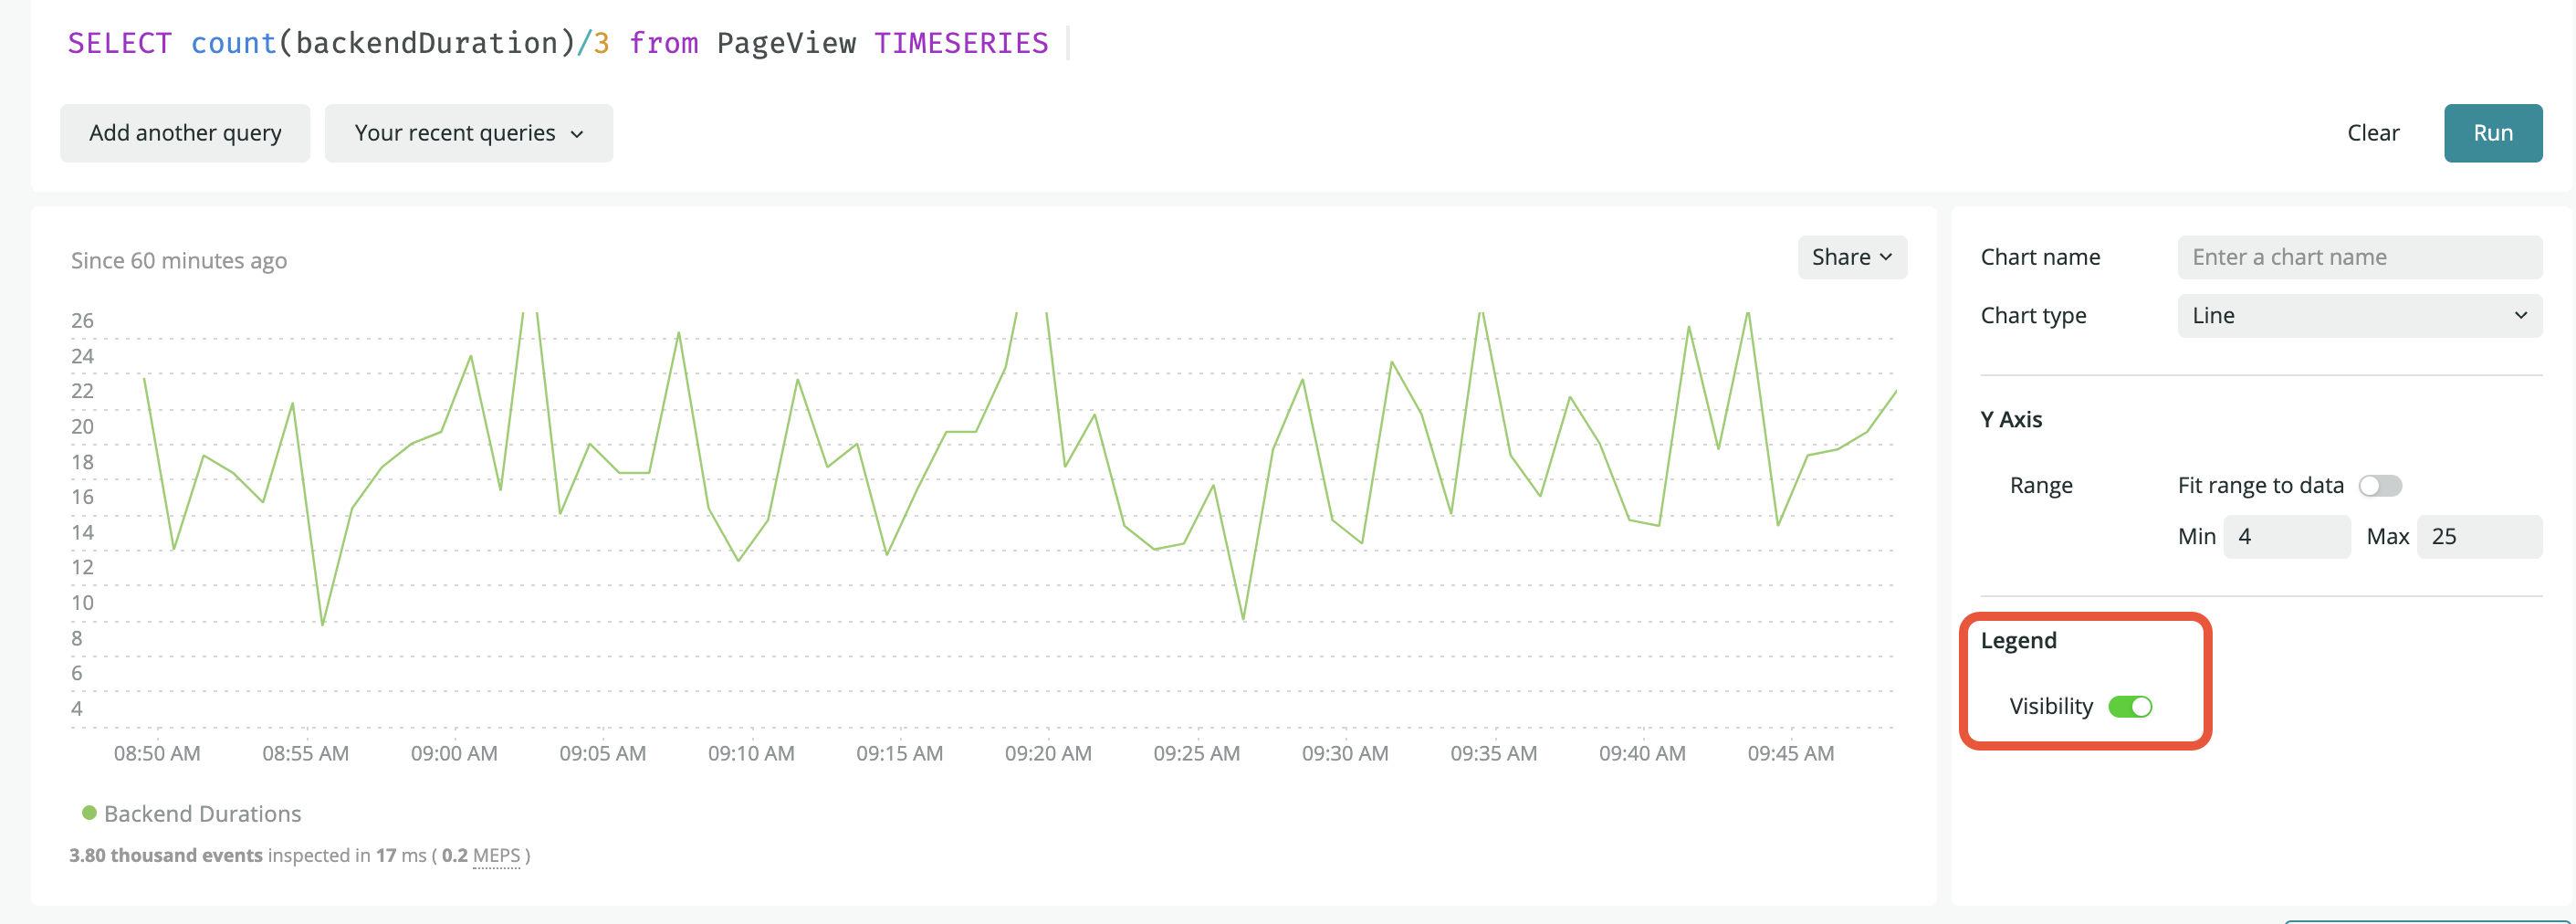 SELECT count(backendDuration)/3 from PageView TIMESERIES
Add another query
Your recent queries
Clear
Run
Since 60 minutes ago
Share
26
24
22
20
18
16
14
12
10
8
6
4
08:50 AM 08:55 AM 09:00 AM 09:05 AM 09:10 AM 09:15 AM 09:20 AM 09:25 AM 09:30 AM 09:35 AM 09:40 AM 09:45 AM
Backend Durations
3.80 thousand events inspected in 17 ms ( 0.2 MEPS )
Chart name Enter a chart name
Chart type Line
Y Axis
Range Fit range to data
Min 4 Max 25
Legend
Visibility